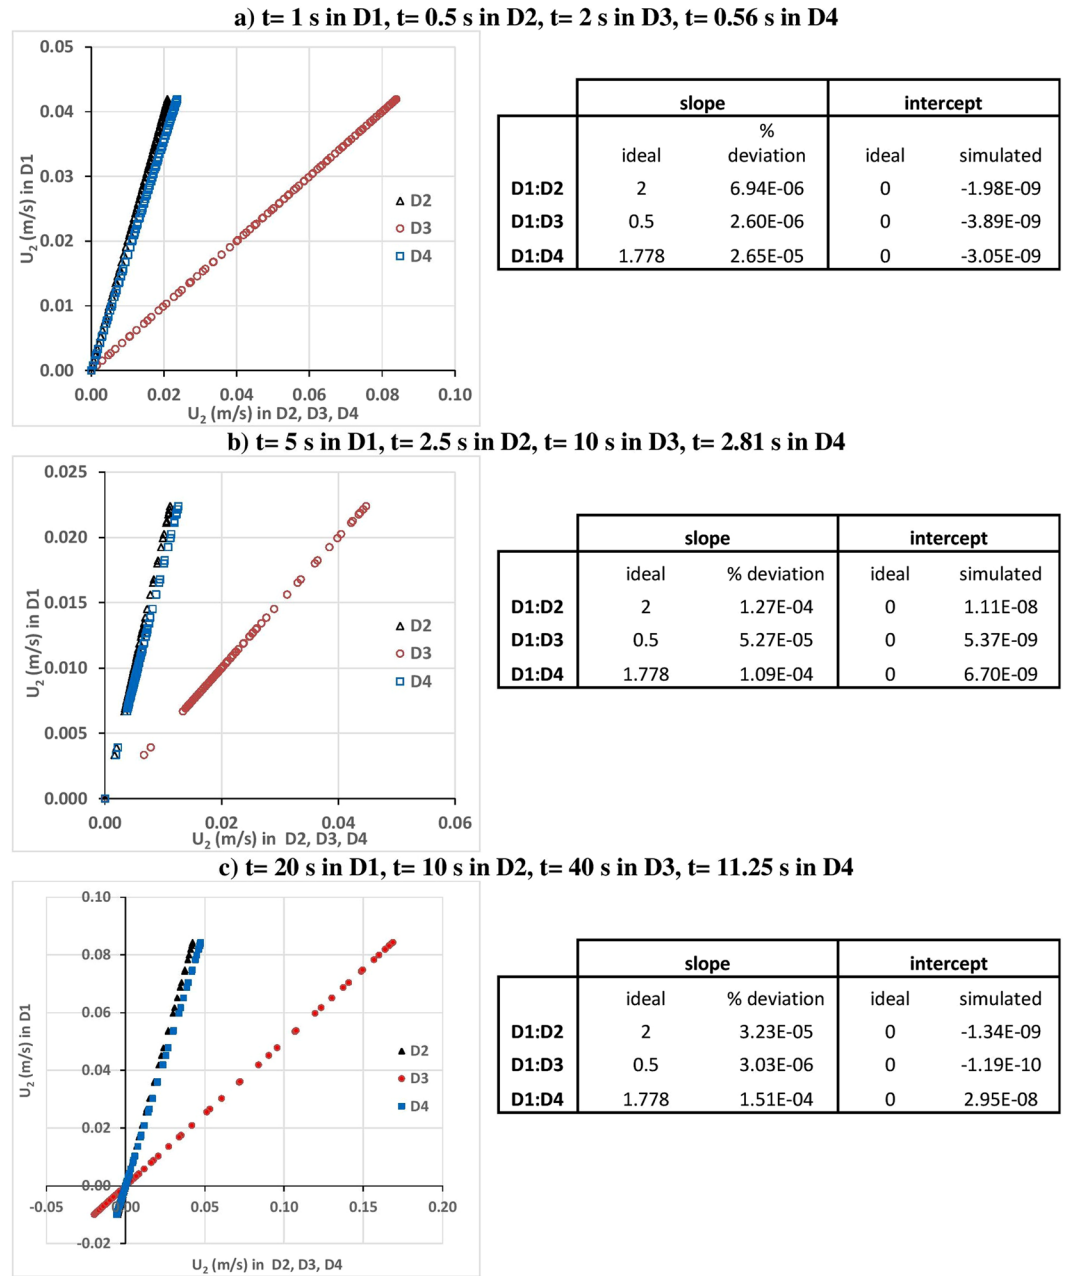 a) t= 1 s in D1, t= 0.5 s in D2, t= 2 s in D3, t= 0.56 s in D4
0.05
0.04
0.03
0.02
0.01
0.00
U2 (m/s) in D1
0.00 0.02 0.04 0.06 0.08 0.10
U2 (m/s) in D2, D3, D4
D2
D3
D4
slope intercept
%
ideal deviation ideal simulated
D1:D2 2 6.94E-06 0 -1.98E-09
D1:D3 0.5 2.60E-06 0 -3.89E-09
D1:D4 1.778 2.65E-05 0 -3.05E-09
b) t= 5 s in D1, t= 2.5 s in D2, t= 10 s in D3, t= 2.81 s in D4
0.025
0.020
0.015
0.010
0.005
0.000
U2 (m/s) in D1
0.00 0.02 0.04 0.06
U2 (m/s) in D2, D3, D4
D2
D3
D4
slope intercept
ideal % deviation ideal simulated
D1:D2 2 1.27E-04 0 1.11E-08
D1:D3 0.5 5.27E-05 0 5.37E-09
D1:D4 1.778 1.09E-04 0 6.70E-09
c) t= 20 s in D1, t= 10 s in D2, t= 40 s in D3, t= 11.25 s in D4
0.10
0.08
0.06
0.04
0.02
0.00
-0.02
U2 (m/s) in D1
-0.05 0.00 0.05 0.10 0.15 0.20
U2 (m/s) in D2, D3, D4
D2
D3
D4
slope intercept
ideal % deviation ideal simulated
D1:D2 2 3.23E-05 0 -1.34E-09
D1:D3 0.5 3.03E-06 0 -1.19E-10
D1:D4 1.778 1.51E-04 0 2.95E-08